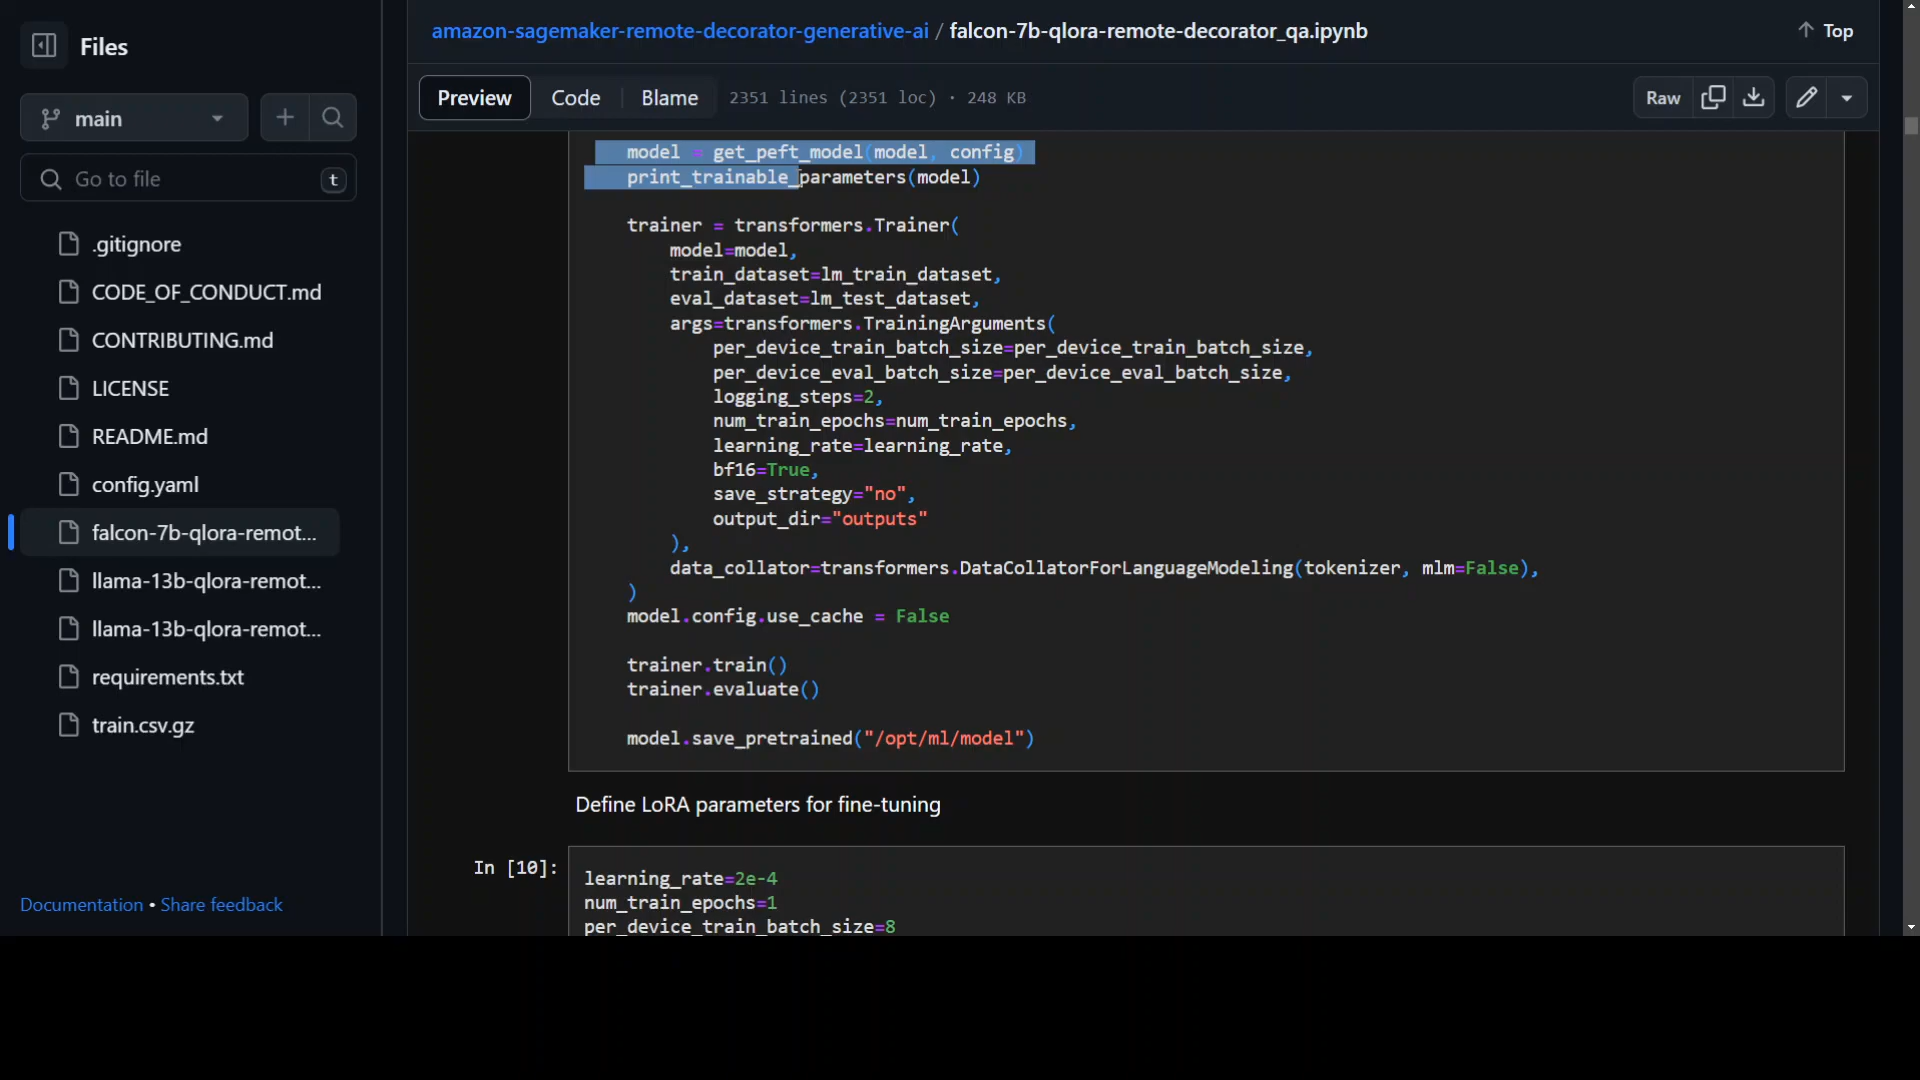 Files
main
Go to file
t
.gitignore
CODE_OF_CONDUCT.md
CONTRIBUTING.md
LICENSE
README.md
config.yaml
falcon-7b-qlora-remot...
llama-13b-qlora-remot...
llama-13b-qlora-remot...
requirements.txt
train.csv.gz
Documentation • Share feedback
amazon-sagemaker-remote-decorator-generative-ai / falcon-7b-qlora-remote-decorator_qa.ipynb
Top
Preview
Code
Blame
2351 lines (2351 loc) · 248 KB
Raw
model = get_peft_model(model, config)
print_trainable_parameters(model)
trainer = transformers.Trainer(
model=model,
train_dataset=lm_train_dataset,
eval_dataset=lm_test_dataset,
args=transformers.TrainingArguments(
per_device_train_batch_size=per_device_train_batch_size,
per_device_eval_batch_size=per_device_eval_batch_size,
logging_steps=2,
num_train_epochs=num_train_epochs,
learning_rate=learning_rate,
bf16=True,
save_strategy="no",
output_dir="outputs"
),
data_collator=transformers.DataCollatorForLanguageModeling(tokenizer, mlm=False),
)
model.config.use_cache = False
trainer.train()
trainer.evaluate()
model.save_pretrained("/opt/ml/model")
Define LoRA parameters for fine-tuning
In [10]:
learning_rate=2e-4
num_train_epochs=1
per_device_train_batch_size=8